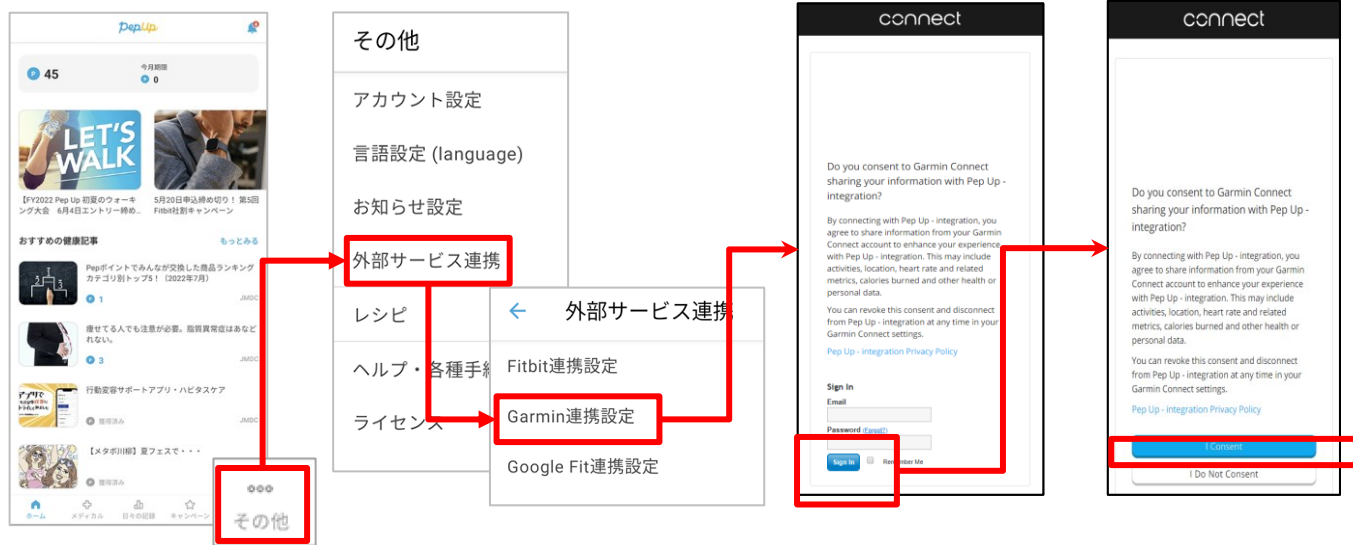 PepUp
P 45
今月期限
P 0
LET'S
WALK
【FY2022 Pep Up 初夏のウォーキ
ング大会 6月4日エントリー締め...
5月20日申込締め切り! 第5回
Fitbit社割キャンペーン
おすすめの健康記事
もっとみる
Pepポイントでみんなが交換した商品ランキング
カテゴリ別トップ5! (2022年7月)
P 1
JMDC
痩せてる人でも注意が必要。脂質異常症はあなど
れない。
P 3
JMDC
行動変容サポートアプリ・ハビタスケア
P 獲得済み
JMDC
【メタボ川柳】夏フェスで・・・
P 獲得済み
ホーム
メディカル
日々の記録
キャンペーン
その他
その他
アカウント設定
言語設定 (language)
お知らせ設定
外部サービス連携
レシピ
ヘルプ・各種手続
ライセンス
← 外部サービス連携
Fitbit連携設定
Garmin連携設定
Google Fit連携設定
connect
Do you consent to Garmin Connect
sharing your information with Pep Up -
integration?
By connecting with Pep Up - integration, you
agree to share information from your Garmin
Connect account to enhance your experience
with Pep Up - integration. This may include
activities, location, heart rate and related
metrics, calories burned and other health or
personal data.
You can revoke this consent and disconnect
from Pep Up - integration at any time in your
Garmin Connect settings.
Pep Up - integration Privacy Policy
Sign In
Email
Password (Forgot?)
Sign In
Remember Me
connect
Do you consent to Garmin Connect
sharing your information with Pep Up -
integration?
By connecting with Pep Up - integration, you
agree to share information from your Garmin
Connect account to enhance your experience
with Pep Up - integration. This may include
activities, location, heart rate and related
metrics, calories burned and other health or
personal data.
You can revoke this consent and disconnect
from Pep Up - integration at any time in your
Garmin Connect settings.
Pep Up - integration Privacy Policy
I Consent
I Do Not Consent